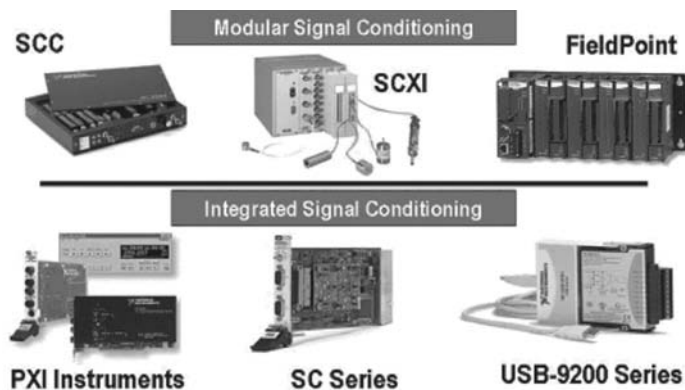 Modular Signal Conditioning
SCC
SCXI
FieldPoint
Integrated Signal Conditioning
PXI Instruments
SC Series
USB-9200 Series